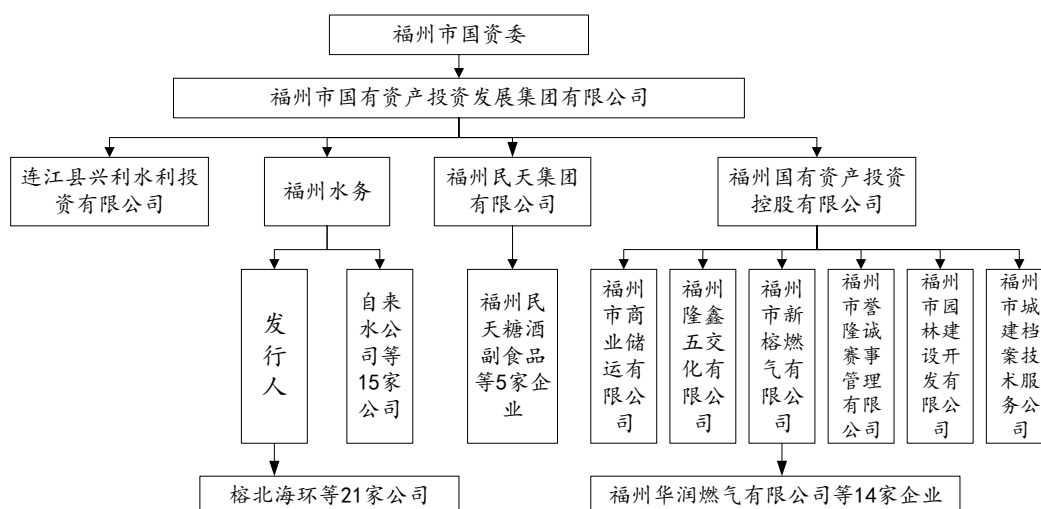 福州市国资委
福州市国有资产投资发展集团有限公司
连江县兴利水利投
资有限公司
福州水务
福州民天集团
有限公司
福州国有资产投资
控股有限公司
发
行
人
自来
水公
司等
15家
公司
福州民
天糖酒
副食品
等5家企
业
福州
市商
业储
运有
限公
司
福州
隆鑫
五交
化有
限公
司
福州
市新
榕燃
气有
限公
司
福州
市誉
隆诚
赛事
管理
有限
公司
福州
市园
林建
设开
发有
限公
司
福州
市城
建档
案技
术服
务公
司
榕北海环等21家公司
福州华润燃气有限公司等14家企业